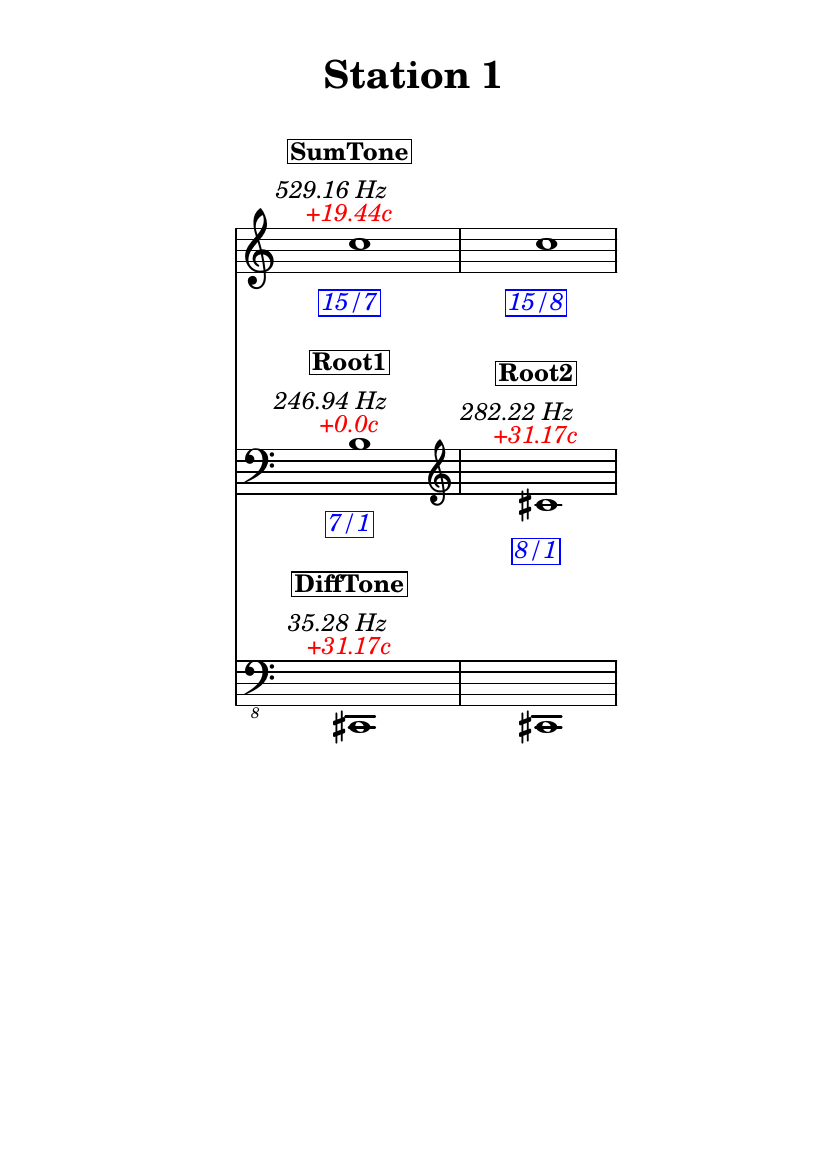 Station 1
SumTone
529.16 Hz
+19.44c
15/7
15/8
Root1
246.94 Hz
+0.0c
Root2
282.22 Hz
+31.17c
7/1
8/1
DiffTone
35.28 Hz
+31.17c
8